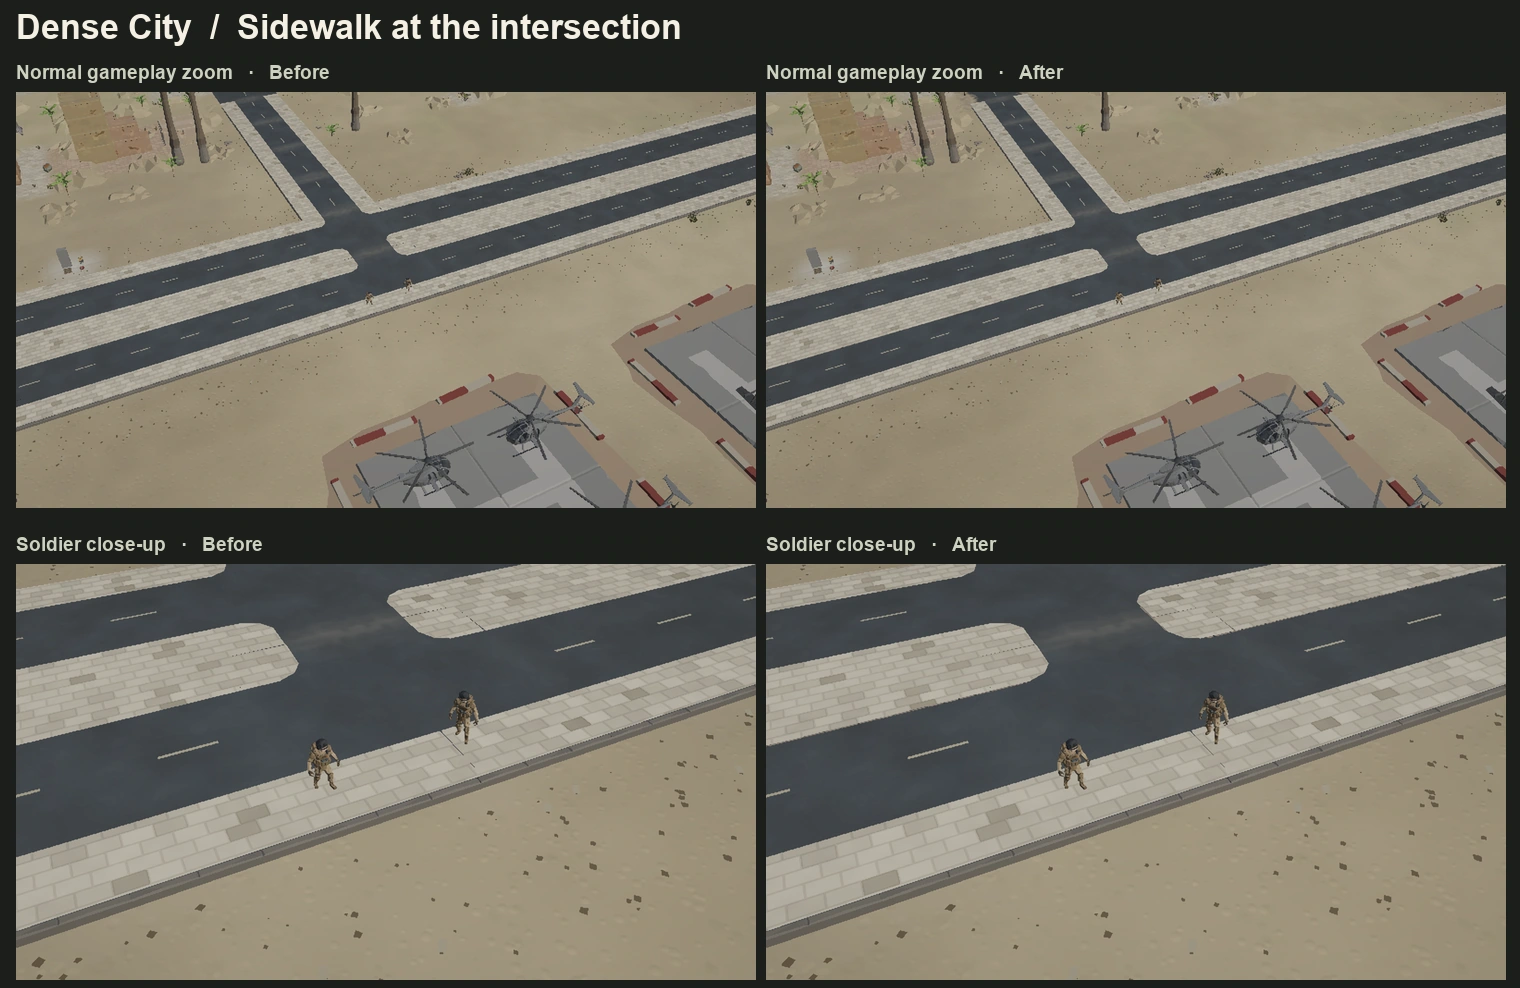 Dense City / Sidewalk at the intersection
Normal gameplay zoom · Before
Normal gameplay zoom · After
Soldier close-up · Before
Soldier close-up · After